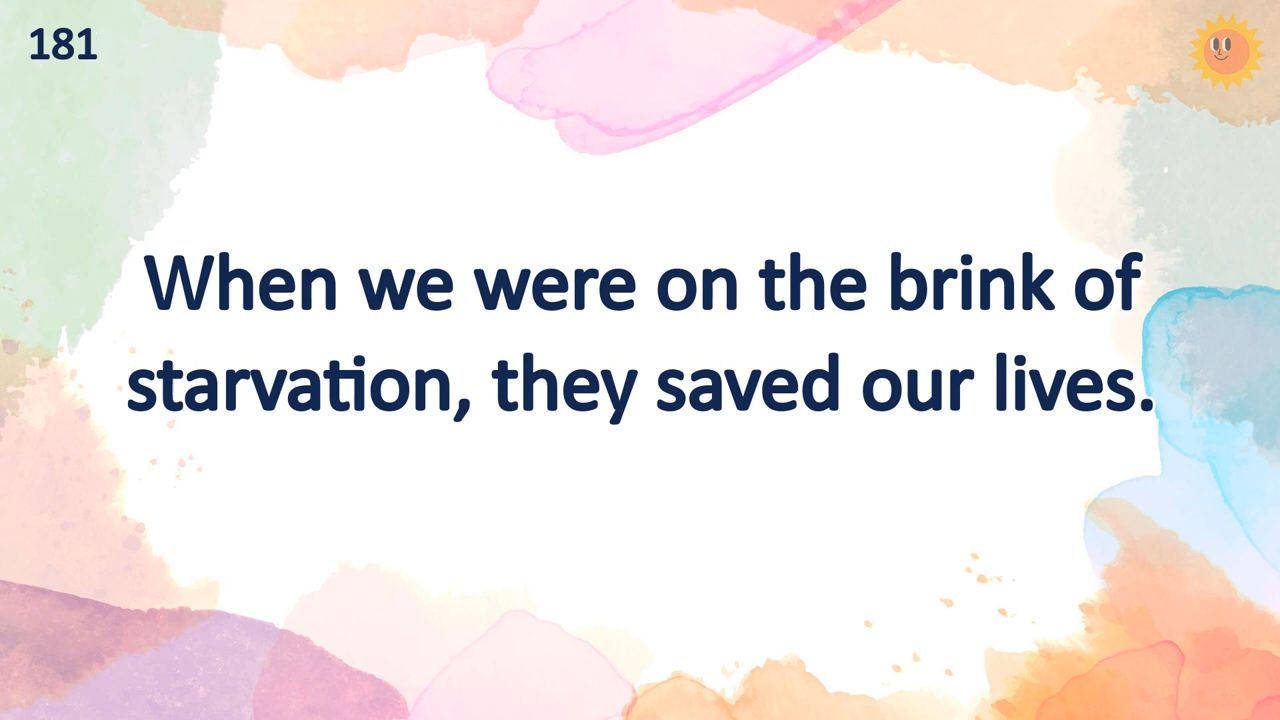 181
When we were on the brink of
starvation, they saved our lives.